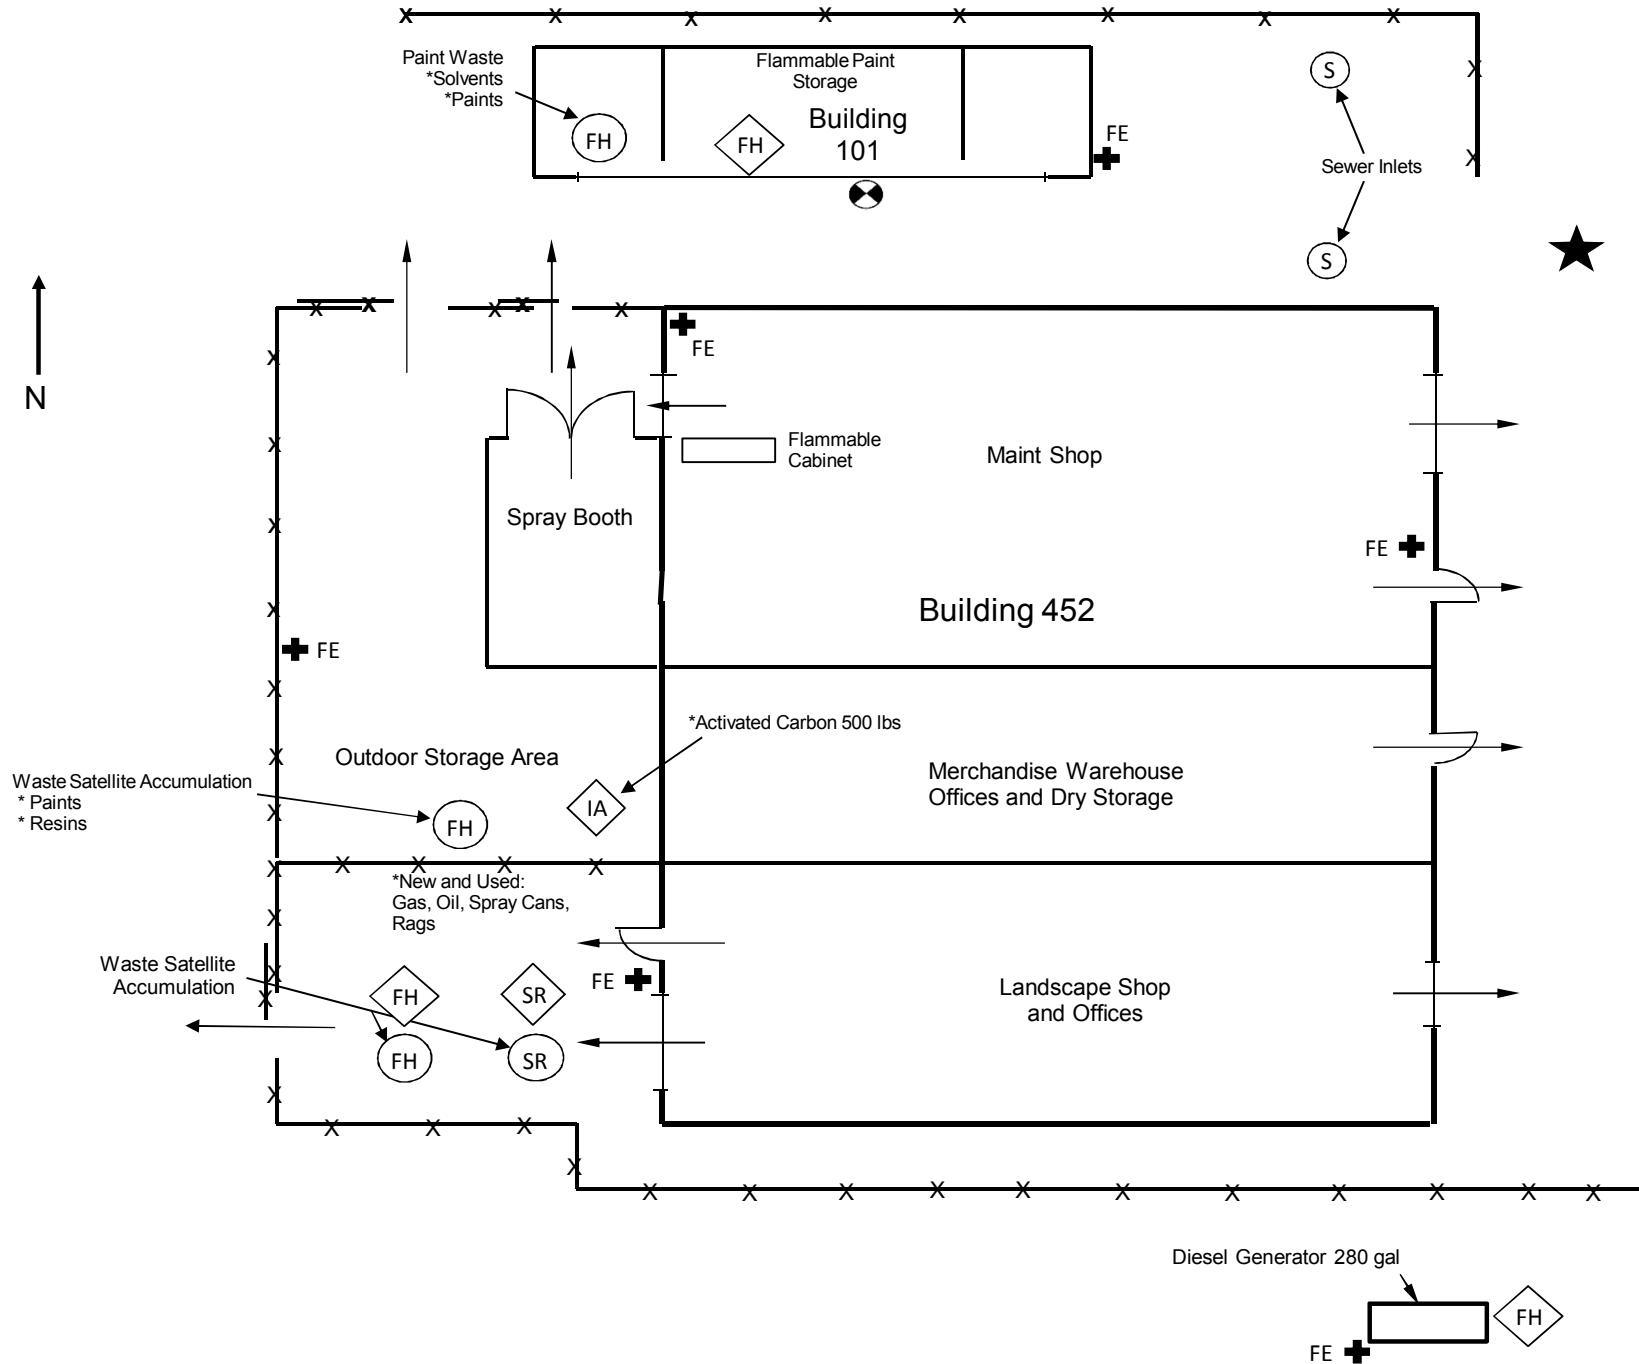 Paint Waste
*Solvents
*Paints
FH
Flammable Paint
Storage
FH
Building
101
FE
S
Sewer Inlets
S
N
FE
Flammable
Cabinet
Maint Shop
Spray Booth
FE
Building 452
FE
*Activated Carbon 500 lbs
Outdoor Storage Area
Waste Satellite Accumulation
* Paints
* Resins
FH
IA
Merchandise Warehouse
Offices and Dry Storage
*New and Used:
Gas, Oil, Spray Cans,
Rags
Waste Satellite
Accumulation
FH
SR
FE
FH
SR
Landscape Shop
and Offices
Diesel Generator 280 gal
FH
FE